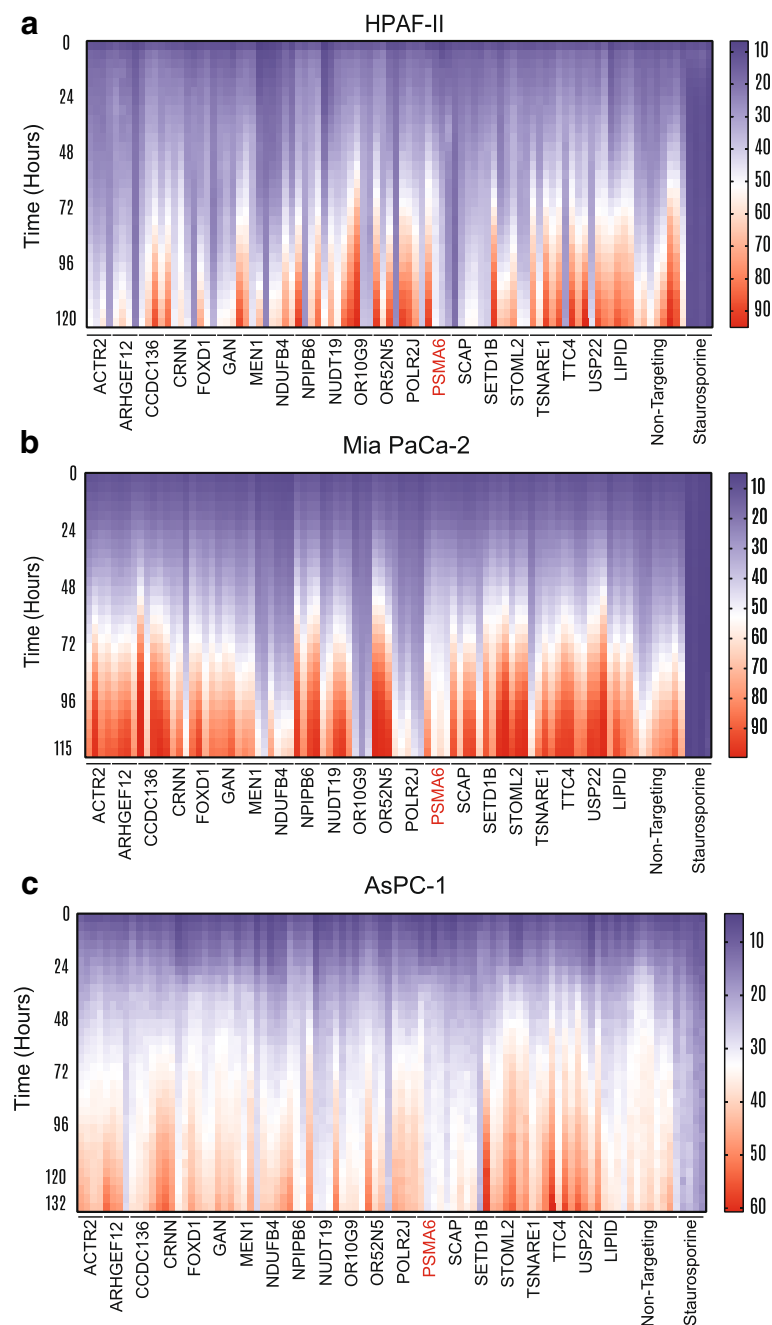 a
HPAF-II
Time (Hours)
0
24
48
72
96
120
10
20
30
40
50
60
70
80
90
ACTR2
ARHGEF12
CCDC136
CRNN
FOXD1
GAN
MEN1
NDUFB4
NPIPB6
NUDT19
OR10G9
OR52N5
POLR2J
PSMA6
SCAP
SETD1B
STOML2
TSNARE1
TTC4
USP22
LIPID
Non-Targeting
Staurosporine
b
Mia PaCa-2
Time (Hours)
0
24
48
72
96
115
10
20
30
40
50
60
70
80
90
ACTR2
ARHGEF12
CCDC136
CRNN
FOXD1
GAN
MEN1
NDUFB4
NPIPB6
NUDT19
OR10G9
OR52N5
POLR2J
PSMA6
SCAP
SETD1B
STOML2
TSNARE1
TTC4
USP22
LIPID
Non-Targeting
Staurosporine
c
AsPC-1
Time (Hours)
0
24
48
72
96
120
132
10
20
30
40
50
60
ACTR2
ARHGEF12
CCDC136
CRNN
FOXD1
GAN
MEN1
NDUFB4
NPIPB6
NUDT19
OR10G9
OR52N5
POLR2J
PSMA6
SCAP
SETD1B
STOML2
TSNARE1
TTC4
USP22
LIPID
Non-Targeting
Staurosporine